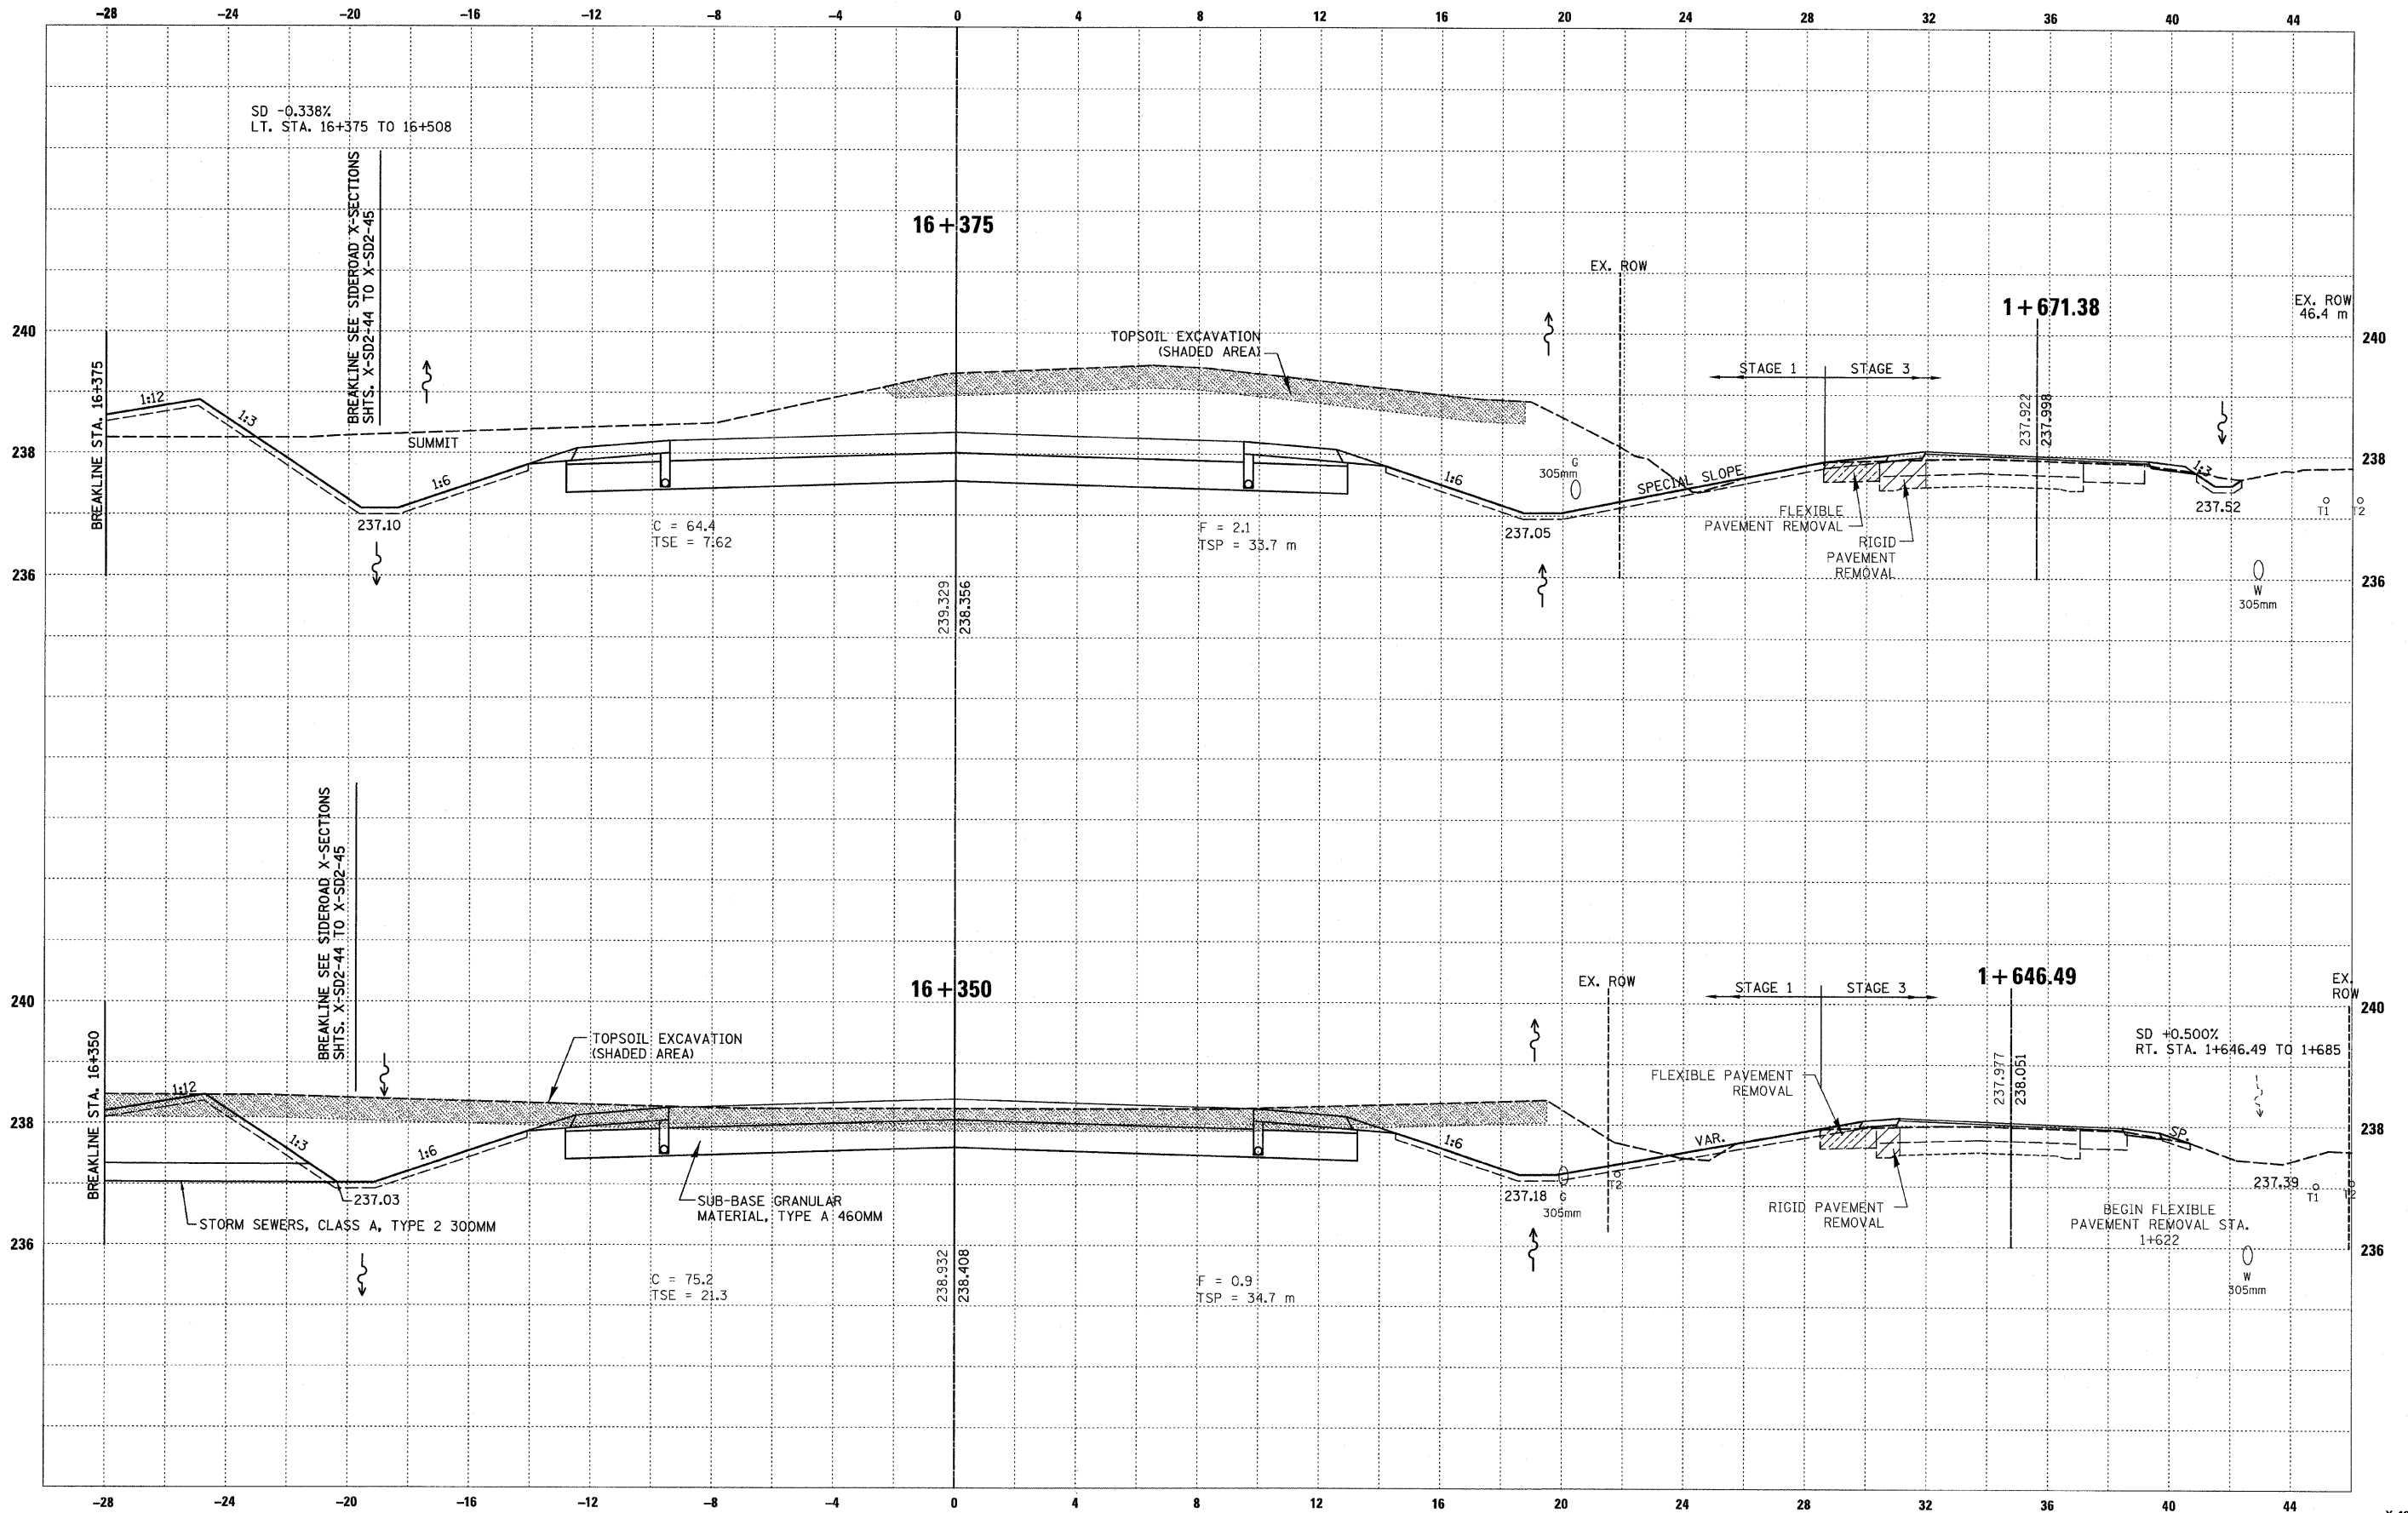 -28 -24 -20 -16 -12 -8 -4 0 4 8 12 16 20 24 28 32 36 40 44
SD -0.338%
LT. STA. 16+375 TO 16+508
BREAKLINE SEE SIDEROAD X-SECTIONS
SHTS. X-SD2-44 TO X-SD2-45
16+375
EX. ROW
1+671.38
EX. ROW
46.4 m
240
240
TOPSOIL EXCAVATION
(SHADED AREA)
STAGE 1
STAGE 3
BREAKLINE STA. 16+375
1:12
1:3
SUMMIT
237.922
237.998
238
238
1:6
1:6
G
305mm
SPECIAL SLOPE
1:3
237.10
C = 64.4
TSE = 7.62
F = 2.1
TSP = 33.7 m
237.05
FLEXIBLE
PAVEMENT REMOVAL
RIGID
PAVEMENT
REMOVAL
237.52
T1
T2
236
236
239.329
238.356
W
305mm
BREAKLINE SEE SIDEROAD X-SECTIONS
SHTS. X-SD2-44 TO X-SD2-45
16+350
EX. ROW
STAGE 1
STAGE 3
1+646.49
EX.
ROW
240
240
TOPSOIL EXCAVATION
(SHADED AREA)
SD +0.500%
RT. STA. 1+646.49 TO 1+685
BREAKLINE STA. 16+350
237.977
238.051
FLEXIBLE PAVEMENT
REMOVAL
1:12
238
238
1:3
1:6
1:6
VAR.
SP.
237.03
STORM SEWERS, CLASS A, TYPE 2 300MM
SUB-BASE GRANULAR
MATERIAL, TYPE A 460MM
237.18
G
305mm
T2
RIGID PAVEMENT
REMOVAL
BEGIN FLEXIBLE
PAVEMENT REMOVAL STA.
1+622
237.39
T1
T2
236
236
238.932
238.408
C = 75.2
TSE = 21.3
F = 0.9
TSP = 34.7 m
W
305mm
-28 -24 -20 -16 -12 -8 -4 0 4 8 12 16 20 24 28 32 36 40 44